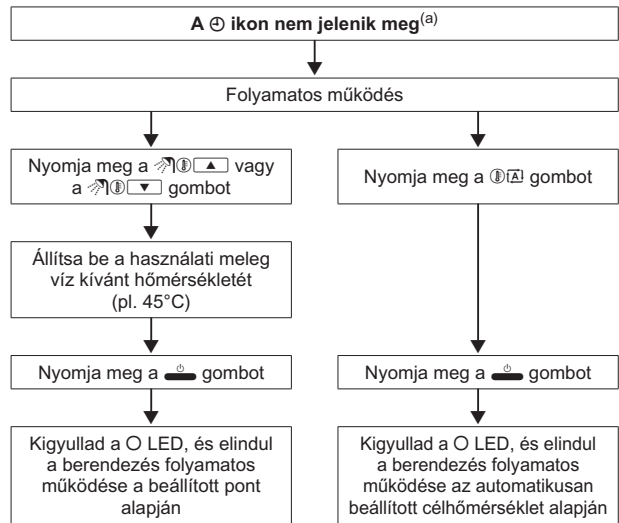 A ⏲ ikon nem jelenik meg(a)
Folyamatos működés
Nyomja meg a ▲ vagy
a ▼ gombot
Állítsa be a használati meleg
víz kívánt hőmérsékletét
(pl. 45°C)
Nyomja meg a gombot
Kigyullad a O LED, és elindul
a berendezés folyamatos
működése a beállított pont
alapján
Nyomja meg a A gombot
Nyomja meg a gombot
Kigyullad a O LED, és elindul
a berendezés folyamatos
működése az automatikusan
beállított célhőmérséklet alapján